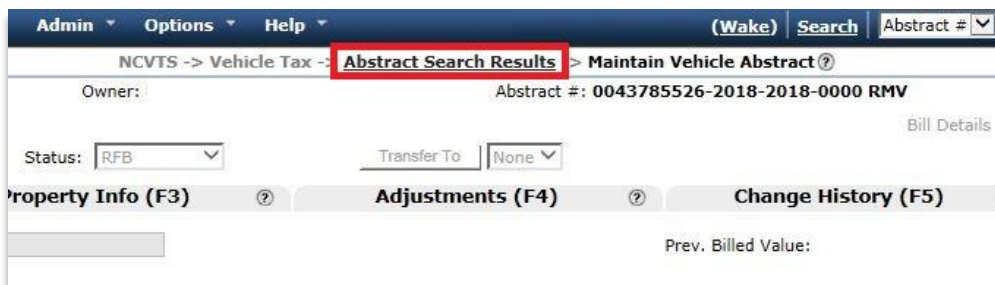 Admin Options Help (Wake) Search Abstract #
NCVTS -> Vehicle Tax -> Abstract Search Results > Maintain Vehicle Abstract ?
Owner: Abstract #: 0043785526-2018-2018-0000 RMV
Bill Details
Status: RFB Transfer To None
Property Info (F3) ? Adjustments (F4) ? Change History (F5)
Prev. Billed Value: